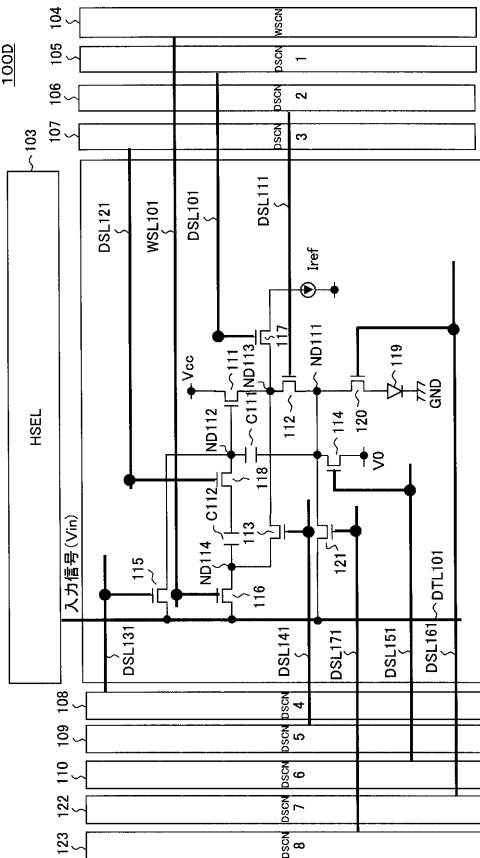 100D
103
HSEL
104
WSCN
105
DSCN
1
106
DSCN
2
107
DSCN
3
DSL121
WSL101
DSL101
DSL111
入力信号(Vin)
Vcc
111
ND112
ND113
117
Iref
115
C112
118
C111
112
ND111
ND114
113
116
114
120
119
GND
V0
121
DSL131
DSL141
DSL171
DSL151
DSL161
DTL101
108
DSCN
4
109
DSCN
5
110
DSCN
6
122
DSCN
7
123
DSCN
8